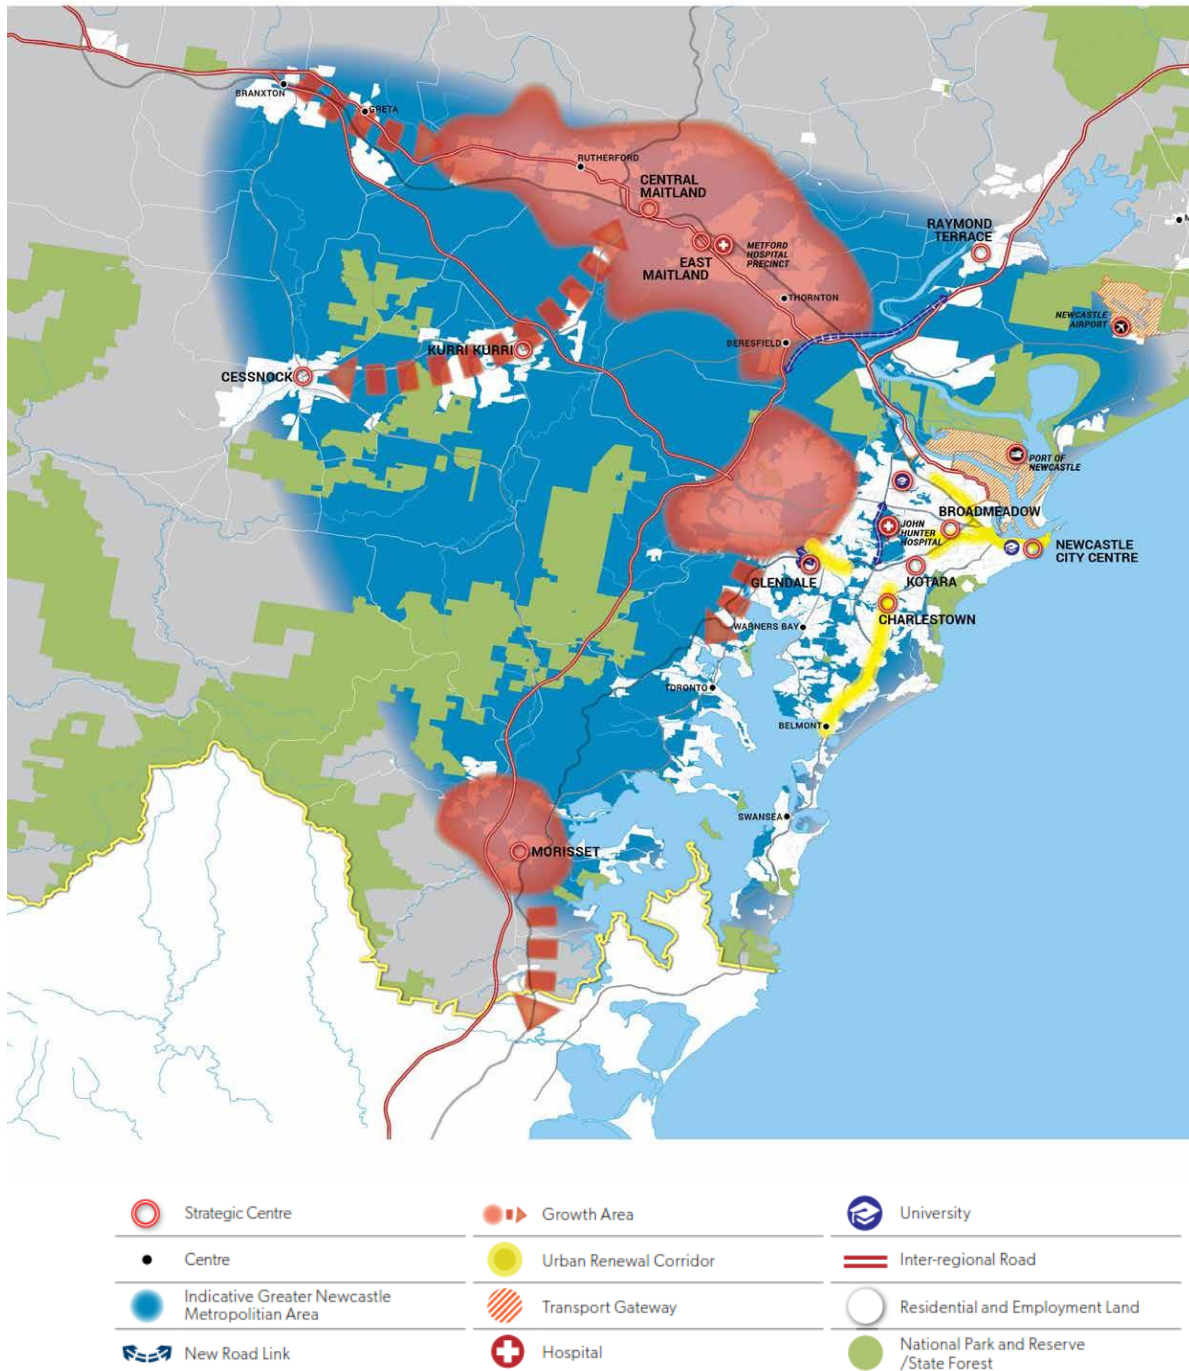 BRANXTON
GRETA
RUTHERFORD
CENTRAL
MAITLAND
RAYMOND
TERRACE
EAST
MAITLAND
METFORD
HOSPITAL
PRECINCT
THORNTON
NEWCASTLE
AIRPORT
BERESFIELD
KURRI KURRI
CESSNOCK
PORT OF
NEWCASTLE
BROADMEADOW
JOHN
HUNTER
HOSPITAL
NEWCASTLE
CITY CENTRE
GLENDALE
KOTARA
CHARLESTOWN
WARNERS BAY
TORONTO
BELMONT
SWANSEA
MORISSET
Strategic Centre
Growth Area
University
Centre
Urban Renewal Corridor
Inter-regional Road
Indicative Greater Newcastle
Metropolitian Area
Transport Gateway
Residential and Employment Land
New Road Link
Hospital
National Park and Reserve
/State Forest